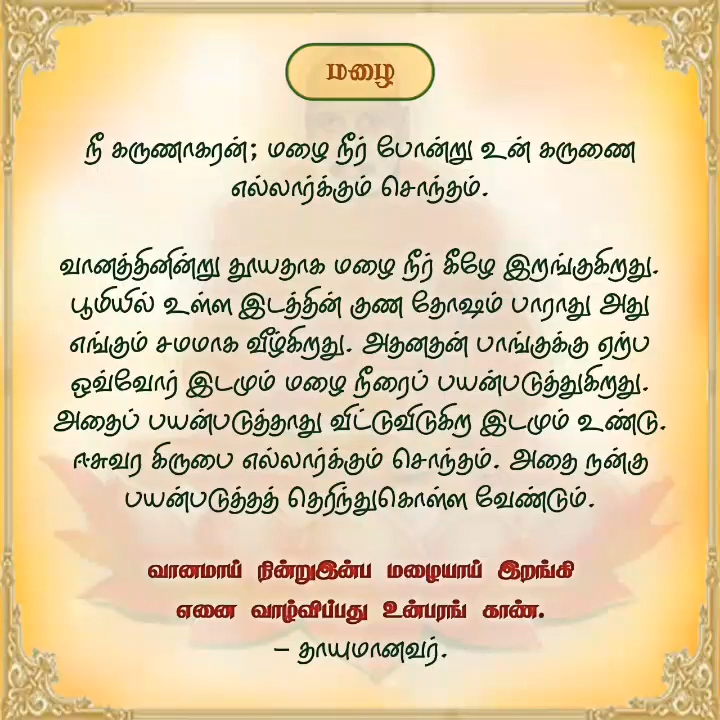 மழை
நீ கருணாகரன்; மழை நீர் போன்று உன் கருணை
எல்லார்க்கும் சொந்தம்.
வானத்தினின்று தூயதாக மழை நீர் கீழே இறங்குகிறது.
பூமியில் உள்ள இடத்தின் குண தோஷம் பாராது அது
எங்கும் சமமாக வீழ்கிறது. அதனதன் பாங்குக்கு ஏற்ப
ஒவ்வோர் இடமும் மழை நீரைப் பயன்படுத்துகிறது.
அதைப் பயன்படுத்தாது விட்டுவிடுகிற இடமும் உண்டு.
ஈசுவர கிருபை எல்லார்க்கும் சொந்தம். அதை நன்கு
பயன்படுத்தத் தெரிந்துகொள்ள வேண்டும்.
வானமாய் நின்றுஇன்ப மழையாய் இறங்கி
எனை வாழ்விப்பது உன்பரங் காண்.
– தாயுமானவர்.